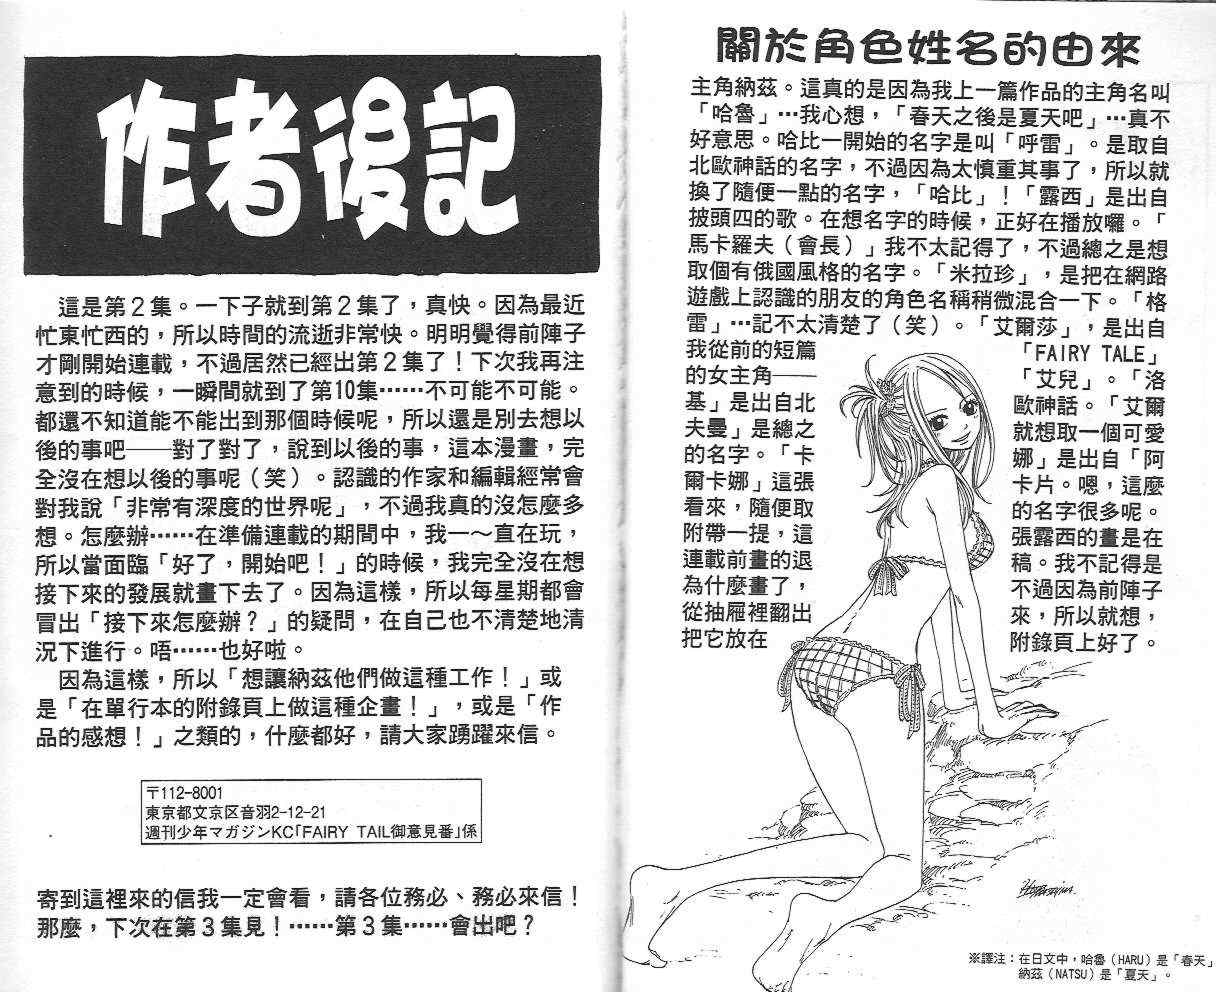 作者後記
這是第2集。一下子就到第2集了，真快。因為最近
忙東忙西的，所以時間的流逝非常快。明明覺得前陣子
才剛開始連載，不過居然已經出第2集了！下次我再注
意到的時候，一瞬間就到了第10集……不可能不可能。
都還不知道能不能出到那個時候呢，所以還是別去想以
後的事吧——對了對了，說到以後的事，這本漫畫，完
全沒在想以後的事呢（笑）。認識的作家和編輯經常會
對我說「非常有深度的世界呢」，不過我真的沒怎麼多
想。怎麼辦……在準備連載的期間中，我一～直在玩，
所以當面臨「好了，開始吧！」的時候，我完全沒在想
接下來的發展就畫下去了。因為這樣，所以每星期都會
冒出「接下來怎麼辦？」的疑問，在自己也不清楚地清
況下進行。唔……也好啦。
因為這樣，所以「想讓納茲他們做這種工作！」或
是「在單行本的附錄頁上做這種企畫！」，或是「作
品的感想！」之類的，什麼都好，請大家踴躍來信。
〒112-8001
東京都文京区音羽2-12-21
週刊少年マガジンKC「FAIRY TAIL御意見番」係
寄到這裡來的信我一定會看，請各位務必、務必來信！
那麼，下次在第3集見！……第3集……會出吧？
關於角色姓名的由來
主角納茲。這真的是因為我上一篇作品的主角名叫
「哈魯」…我心想，「春天之後是夏天吧」…真不
好意思。哈比一開始的名字是叫「呼雷」。是取自
北歐神話的名字，不過因為太慎重其事了，所以就
換了隨便一點的名字，「哈比」！「露西」是出自
披頭四的歌。在想名字的時候，正好在播放囉。「
馬卡羅夫（會長）」我不太記得了，不過總之是想
取個有俄國風格的名字。「米拉珍」，是把在網路
遊戲上認識的朋友的角色名稱稍微混合一下。「格
雷」…記不太清楚了（笑）。「艾爾莎」，是出自
我從前的短篇「FAIRY TALE」
的女主角——「艾兒」。「洛
基」是出自北歐神話。「艾爾
夫曼」是總之就想取一個可愛
的名字。「卡娜」是出自「阿
爾卡娜」這張卡片。嗯，這麼
看來，隨便取的名字很多呢。
附帶一提，這張露西的畫是在
連載前畫的退稿。我不記得是
為什麼畫了，不過因為前陣子
從抽屜裡翻出來，所以就想，
把它放在附錄頁上好了。
※譯注：在日文中，哈魯（HARU）是「春天」
納茲（NATSU）是「夏天」。